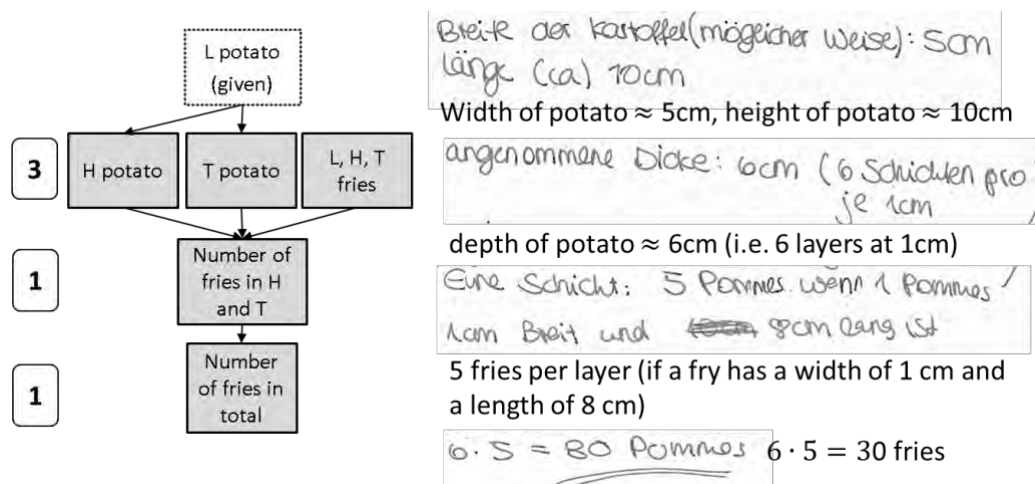 L potato
(given)
3
H potato
T potato
L, H, T
fries
1
Number of
fries in H
and T
1
Number
of fries in
total
Breite der Kartoffel (möglicher Weise): 5cm
Länge (ca) 10cm
Width of potato ≈ 5cm, height of potato ≈ 10cm
angenommene Dicke: 6cm (6 Schichten pro
je 1cm
depth of potato ≈ 6cm (i.e. 6 layers at 1cm)
Eine Schicht: 5 Pommes wenn 1 Pommes
1cm Breit und 8cm lang ist
5 fries per layer (if a fry has a width of 1 cm and
a length of 8 cm)
6 · 5 = 30 Pommes
6 · 5 = 30 fries